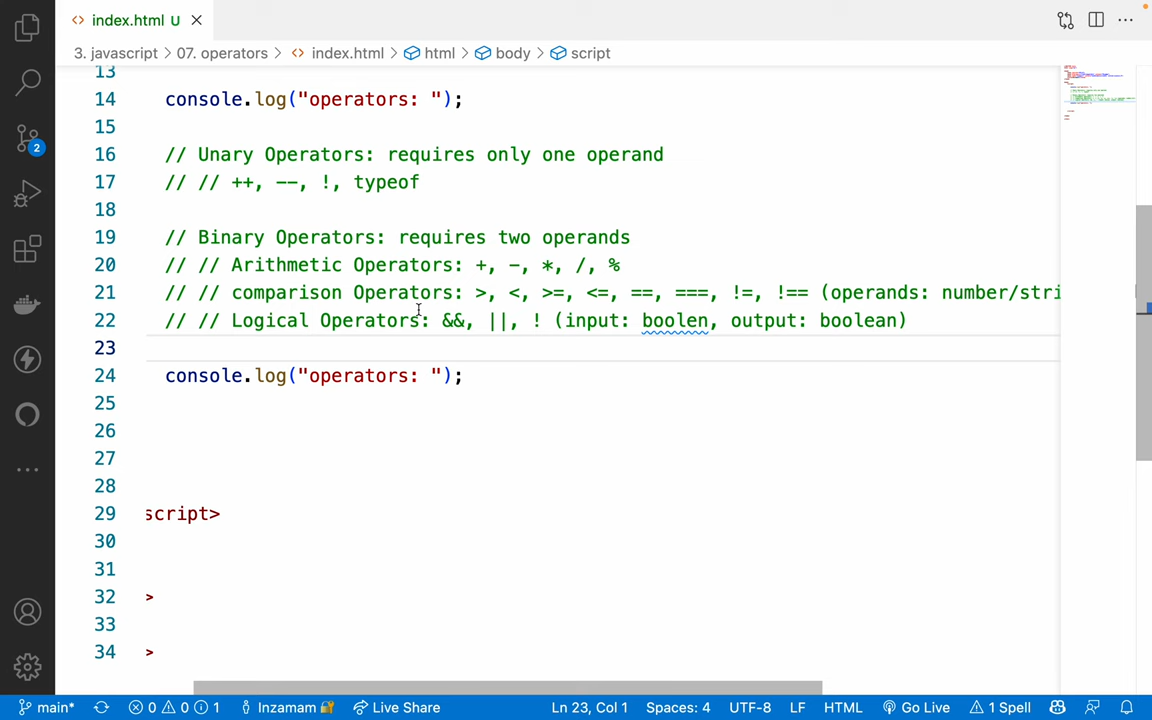 index.html U
3. javascript > 07. operators > index.html > html > body > script
13
14 console.log("operators: ");
15
16 // Unary Operators: requires only one operand
17 // // ++, --, !, typeof
18
19 // Binary Operators: requires two operands
20 // // Arithmetic Operators: +, -, *, /, %
21 // // comparison Operators: >, <, >=, <=, ==, ===, !=, !== (operands: number/stri
22 // // Logical Operators: &&, ||, ! (input: boolen, output: boolean)
23
24 console.log("operators: ");
25
26
27
28
29 script>
30
31
32 >
33
34 >
2
main* 0 0 1 Inzamam Live Share Ln 23, Col 1 Spaces: 4 UTF-8 LF HTML Go Live 1 Spell